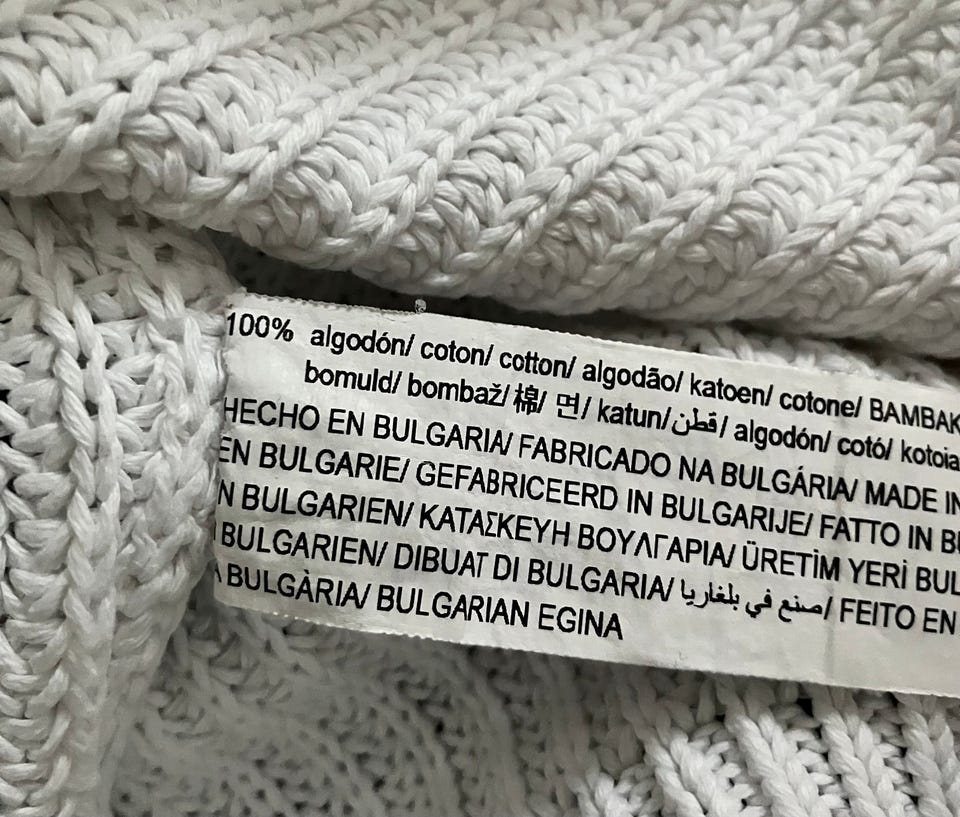 100% algodón/ coton/ cotton/ algodão/ katoen/ cotone/ BAMBAK
bomuld/ bombaž/ 棉/ 면/ katun/ قطن/ algodón/ cotó/ kotoia
HECHO EN BULGARIA/ FABRICADO NA BULGÁRIA/ MADE IN
EN BULGARIE/ GEFABRICEERD IN BULGARIJE/ FATTO IN BU
N BULGARIEN/ ΚΑΤΑΣΚΕΥΗ ΒΟΥΛΓΑΡΙΑ/ ÜRETİM YERİ BUL
BULGARIEN/ DIBUAT DI BULGARIA/ صنع في بلغاريا/ FEITO EN
BULGÀRIA/ BULGARIAN EGINA